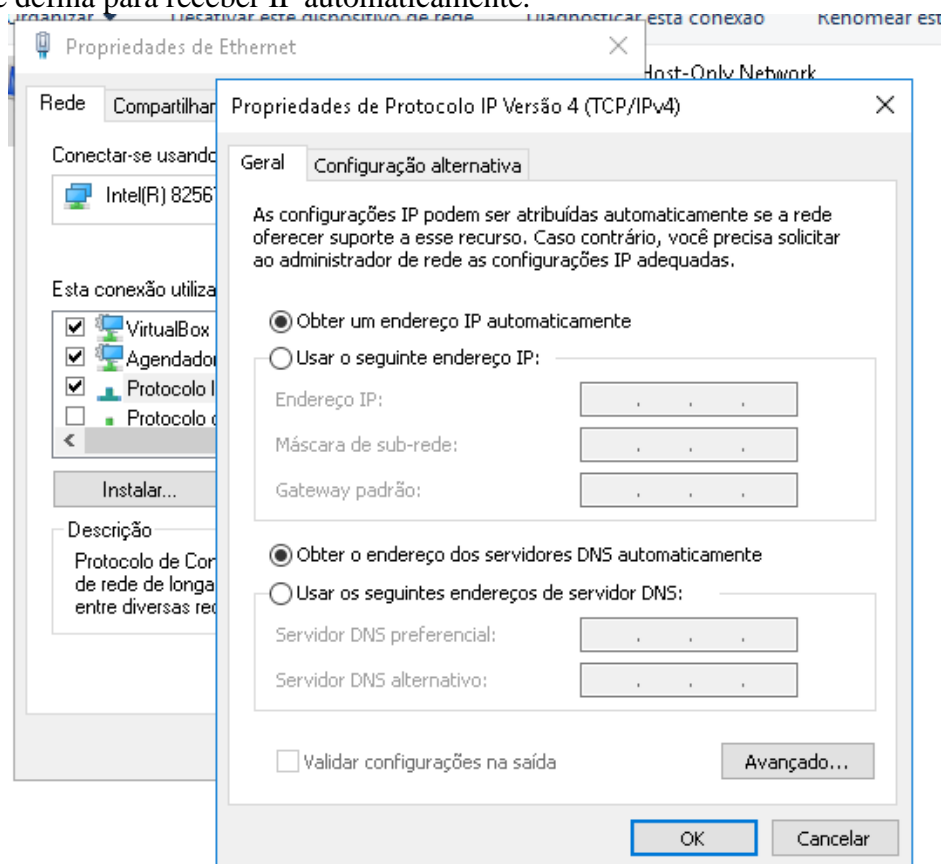 e defina para receber IP automaticamente.
Organizar Desativar este dispositivo de rede Diagnosticar esta conexão Renomear est
Host-Only Network
Propriedades de Ethernet
Rede Compartilhar
Conectar-se usando
Intel(R) 8256
Esta conexão utiliza
VirtualBox
Agendador
Protocolo I
Protocolo
Instalar...
Descrição
Protocolo de Con
de rede de longa
entre diversas red
Propriedades de Protocolo IP Versão 4 (TCP/IPv4)
Geral Configuração alternativa
As configurações IP podem ser atribuídas automaticamente se a rede
oferecer suporte a esse recurso. Caso contrário, você precisa solicitar
ao administrador de rede as configurações IP adequadas.
Obter um endereço IP automaticamente
Usar o seguinte endereço IP:
Endereço IP:
Máscara de sub-rede:
Gateway padrão:
Obter o endereço dos servidores DNS automaticamente
Usar os seguintes endereços de servidor DNS:
Servidor DNS preferencial:
Servidor DNS alternativo:
Validar configurações na saída
Avançado...
OK Cancelar